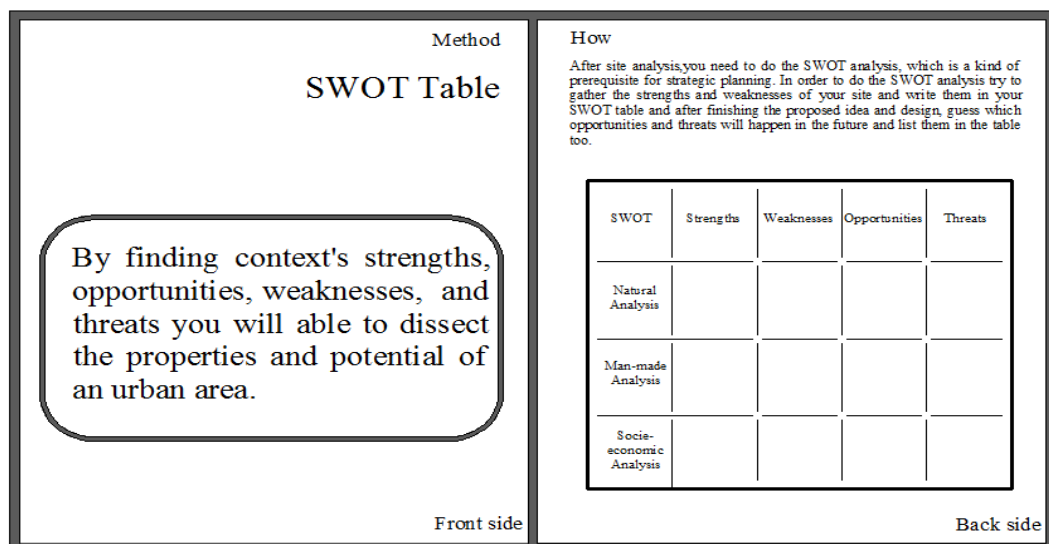 Method
SWOT Table
By finding context's strengths,
opportunities, weaknesses, and
threats you will able to dissect
the properties and potential of
an urban area.
Front side
How
After site analysis,you need to do the SWOT analysis, which is a kind of
prerequisite for strategic planning. In order to do the SWOT analysis try to
gather the strengths and weaknesses of your site and write them in your
SWOT table and after finishing the proposed idea and design, guess which
opportunities and threats will happen in the future and list them in the table
too.
SWOT Strengths Weaknesses Opportunities Threats
Natural
Analysis
Man-made
Analysis
Socie-
economic
Analysis
Back side